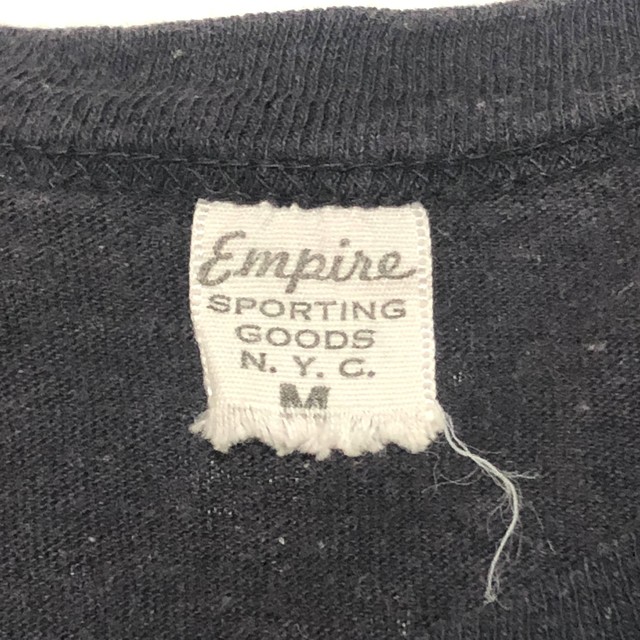 Empire
SPORTING
GOODS
N. Y. C.
M